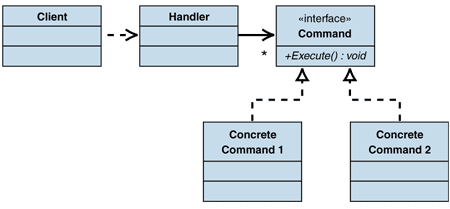 Client
Handler
«interface»
Command
+Execute() : void
*
Concrete
Command 1
Concrete
Command 2